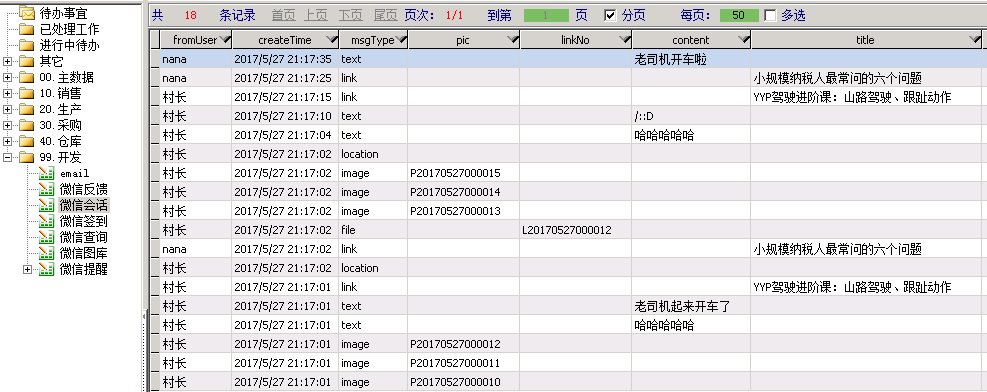 待办事宜
已处理工作
进行中待办
其它
00. 主数据
10. 销售
20. 生产
30. 采购
40. 仓库
99. 开发
email
微信反馈
微信会话
微信签到
微信查询
微信图库
微信提醒
共 18 条记录 首页 上页 下页 尾页 页次: 1/1 到第 1 页 分页 每页: 50 多选
fromUser createTime msgType pic linkNo content title
nana 2017/5/27 21:17:35 text 老司机开车啦
nana 2017/5/27 21:17:25 link 小规模纳税人最常问的六个问题
村长 2017/5/27 21:17:15 link YYP驾驶进阶课：山路驾驶、跟趾动作
村长 2017/5/27 21:17:10 text /::D
村长 2017/5/27 21:17:04 text 哈哈哈哈哈
村长 2017/5/27 21:17:02 location
村长 2017/5/27 21:17:02 image P20170527000015
村长 2017/5/27 21:17:02 image P20170527000014
村长 2017/5/27 21:17:02 image P20170527000013
村长 2017/5/27 21:17:02 file L20170527000012
nana 2017/5/27 21:17:02 link 小规模纳税人最常问的六个问题
村长 2017/5/27 21:17:02 location
村长 2017/5/27 21:17:01 link YYP驾驶进阶课：山路驾驶、跟趾动作
村长 2017/5/27 21:17:01 text 老司机起来开车了
村长 2017/5/27 21:17:01 text 哈哈哈哈哈
村长 2017/5/27 21:17:01 image P20170527000012
村长 2017/5/27 21:17:01 image P20170527000011
村长 2017/5/27 21:17:01 image P20170527000010